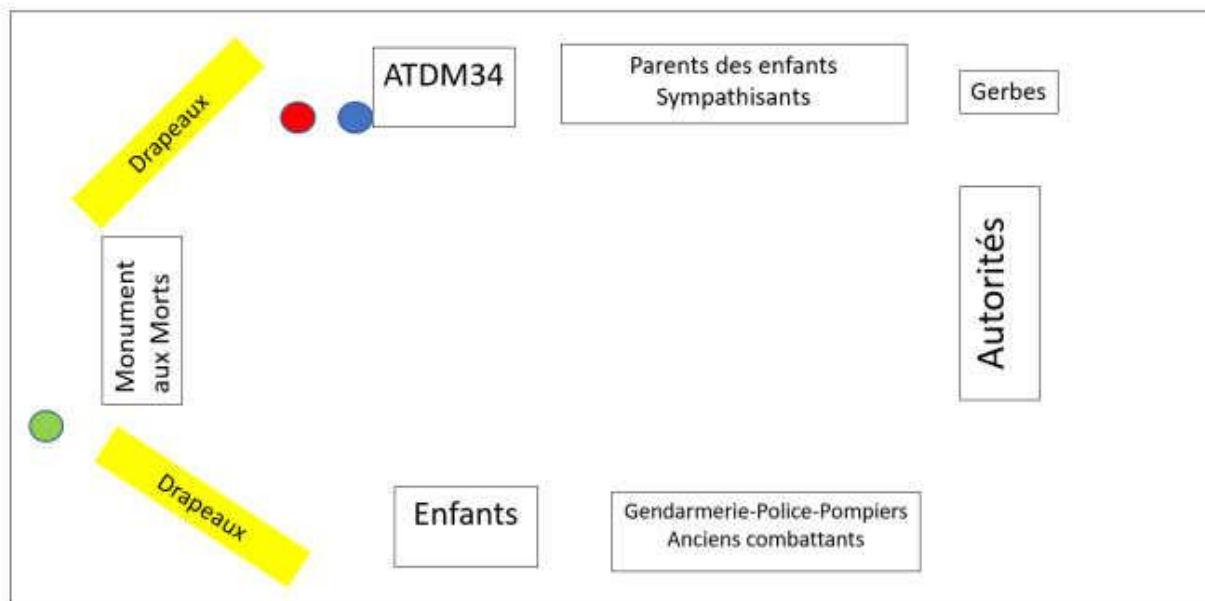 Drapeaux
ATDM34
Parents des enfants
Sympathisants
Gerbes
Monument
aux Morts
Autorités
Drapeaux
Enfants
Gendarmerie-Police-Pompiers
Anciens combattants